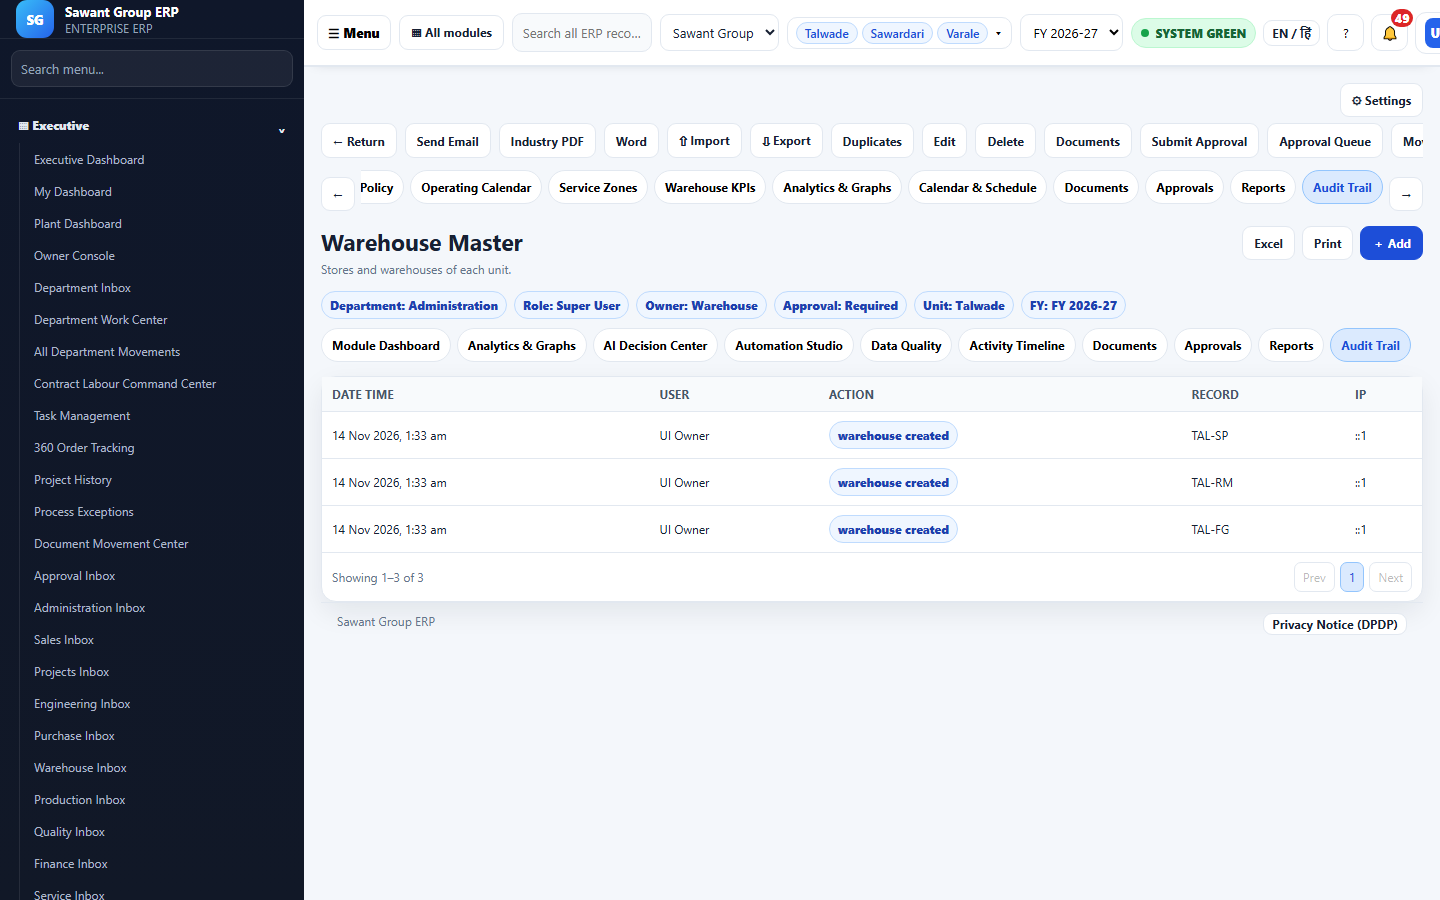 SG
Sawant Group ERP
ENTERPRISE ERP
Search menu...
Executive
Executive Dashboard
My Dashboard
Plant Dashboard
Owner Console
Department Inbox
Department Work Center
All Department Movements
Contract Labour Command Center
Task Management
360 Order Tracking
Project History
Process Exceptions
Document Movement Center
Approval Inbox
Administration Inbox
Sales Inbox
Projects Inbox
Engineering Inbox
Purchase Inbox
Warehouse Inbox
Production Inbox
Quality Inbox
Finance Inbox
Service Inbox
☰ Menu
All modules
Search all ERP reco...
Sawant Group
Talwade Sawardari Varale
FY 2026-27
SYSTEM GREEN
EN / हिं
?
49
U
⚙ Settings
← Return Send Email Industry PDF Word ⇧ Import ⇩ Export Duplicates Edit Delete Documents Submit Approval Approval Queue Mov
← Policy Operating Calendar Service Zones Warehouse KPIs Analytics & Graphs Calendar & Schedule Documents Approvals Reports Audit Trail →
Warehouse Master
Excel Print + Add
Stores and warehouses of each unit.
Department: Administration Role: Super User Owner: Warehouse Approval: Required Unit: Talwade FY: FY 2026-27
Module Dashboard Analytics & Graphs AI Decision Center Automation Studio Data Quality Activity Timeline Documents Approvals Reports Audit Trail
DATE TIME USER ACTION RECORD IP
14 Nov 2026, 1:33 am UI Owner warehouse created TAL-SP ::1
14 Nov 2026, 1:33 am UI Owner warehouse created TAL-RM ::1
14 Nov 2026, 1:33 am UI Owner warehouse created TAL-FG ::1
Showing 1–3 of 3
Prev 1 Next
Sawant Group ERP
Privacy Notice (DPDP)